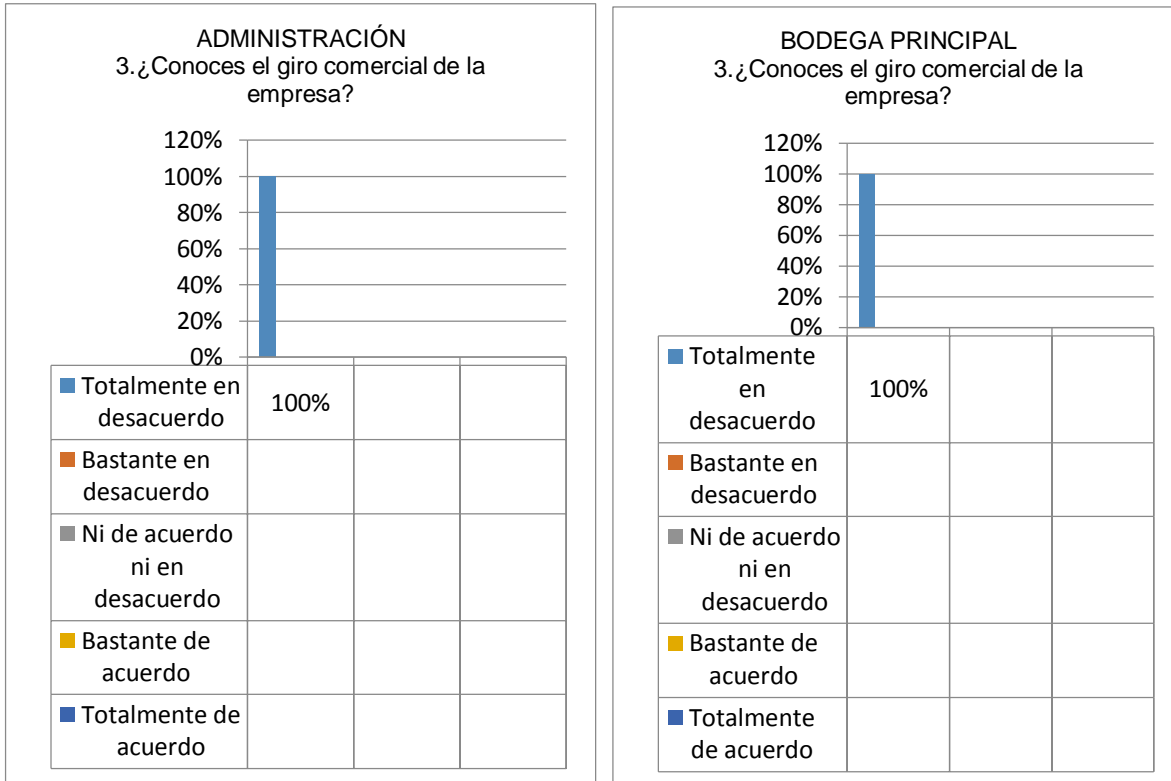 ADMINISTRACIÓN
3.¿Conoces el giro comercial de la
empresa?
120%
100%
80%
60%
40%
20%
0%
Totalmente en
desacuerdo
100%
Bastante en
desacuerdo
Ni de acuerdo
ni en
desacuerdo
Bastante de
acuerdo
Totalmente de
acuerdo
BODEGA PRINCIPAL
3.¿Conoces el giro comercial de la
empresa?
120%
100%
80%
60%
40%
20%
0%
Totalmente
en
desacuerdo
100%
Bastante en
desacuerdo
Ni de acuerdo
ni en
desacuerdo
Bastante de
acuerdo
Totalmente
de acuerdo